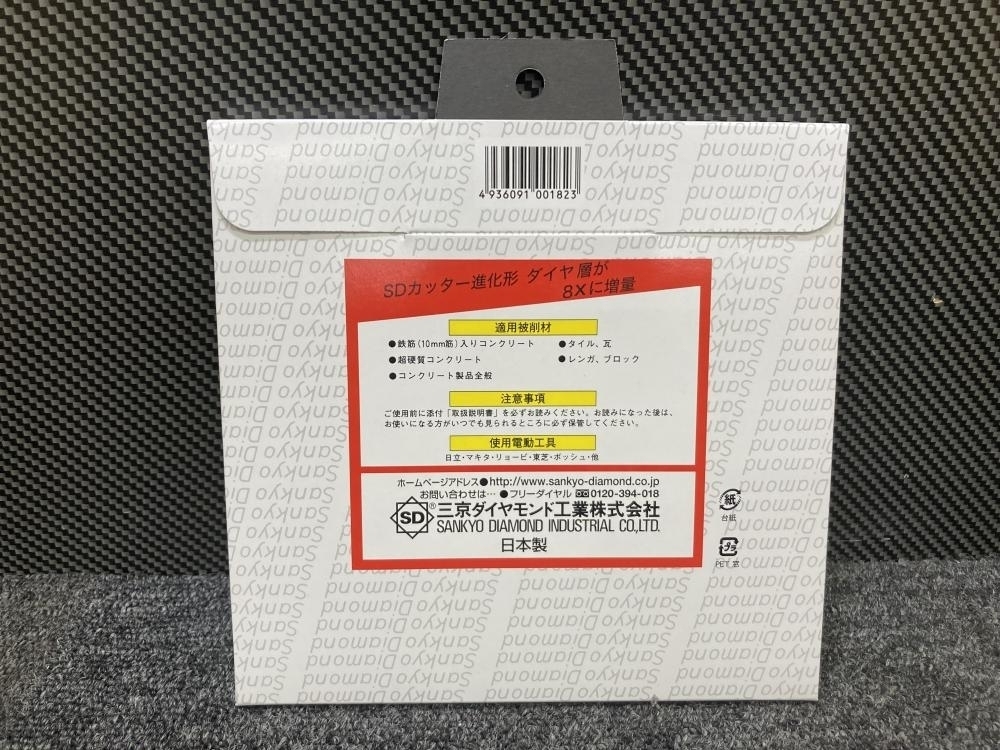 4 936091 001823
SDカッター進化形 ダイヤ層が
8Xに増量
適用被削材
●鉄筋(10mm筋)入りコンクリート ●タイル、瓦
●超硬質コンクリート ●レンガ、ブロック
●コンクリート製品全般
注意事項
ご使用前に添付「取扱説明書」を必ずお読みください。お読みになった後は、
お使いになる方がいつでも見られるところに必ず保管してください。
使用電動工具
日立・マキタ・リョービ・東芝・ボッシュ・他
ホームページアドレス●http://www.sankyo-diamond.co.jp
お問い合わせは… ●フリーダイヤル 0120-394-018
SD®三京ダイヤモンド工業株式会社
SANKYO DIAMOND INDUSTRIAL CO.,LTD.
日本製
紙
台紙
プラ
PET 窓
Sankyo Diamond